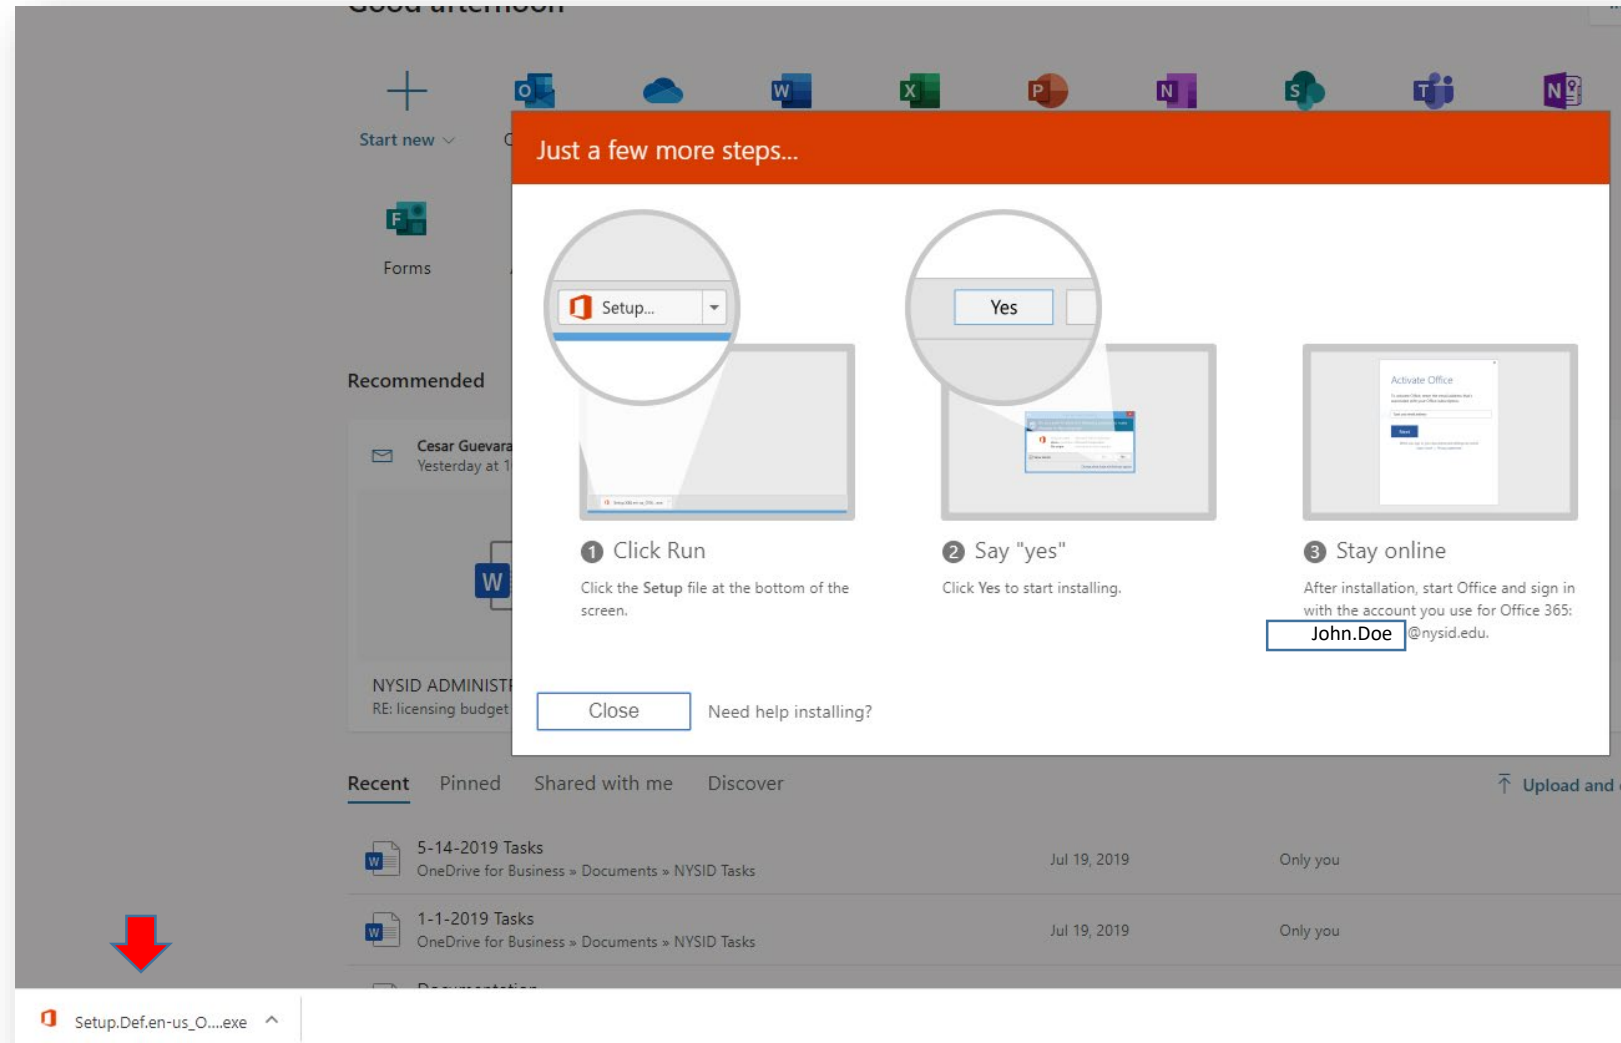 Good afternoon
Start new
Just a few more steps...
Forms
Setup...
Yes
Recommended
Cesar Guevara
Yesterday at 1
Activate Office
1 Click Run
2 Say "yes"
3 Stay online
Click the Setup file at the bottom of the
screen.
Click Yes to start installing.
After installation, start Office and sign in
with the account you use for Office 365:
John.Doe @nysid.edu.
NYSID ADMINIST
RE: licensing budget
Close
Need help installing?
Recent Pinned Shared with me Discover
Upload and
5-14-2019 Tasks
OneDrive for Business » Documents » NYSID Tasks
Jul 19, 2019
Only you
1-1-2019 Tasks
OneDrive for Business » Documents » NYSID Tasks
Jul 19, 2019
Only you
Documentation
Setup.Def.en-us_O....exe